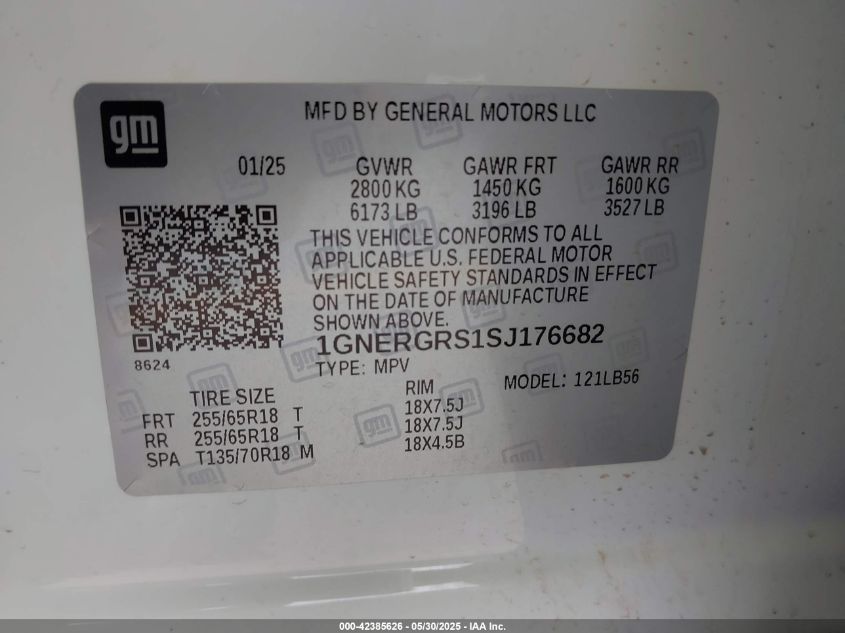 gm
MFD BY GENERAL MOTORS LLC
01/25 GVWR GAWR FRT GAWR RR
2800 KG 1450 KG 1600 KG
6173 LB 3196 LB 3527 LB
THIS VEHICLE CONFORMS TO ALL
APPLICABLE U.S. FEDERAL MOTOR
VEHICLE SAFETY STANDARDS IN EFFECT
ON THE DATE OF MANUFACTURE
SHOWN ABOVE.
1GNERGRS1SJ176682
8624
TYPE: MPV
MODEL: 121LB56
TIRE SIZE RIM
FRT 255/65R18 T 18X7.5J
RR 255/65R18 T 18X7.5J
SPA T135/70R18 M 18X4.5B
000-42385626 - 05/30/2025 - IAA Inc.